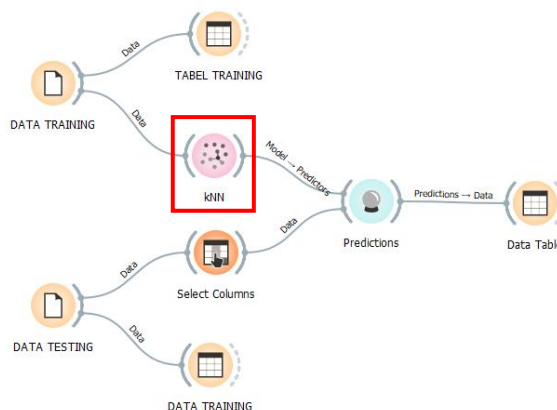 Data
TABEL TRAINING
DATA TRAINING
Data
kNN
Model → Predictors
Predictions → Data
Predictions
Data Table
Data
Data
Select Columns
DATA TESTING
Data
DATA TRAINING